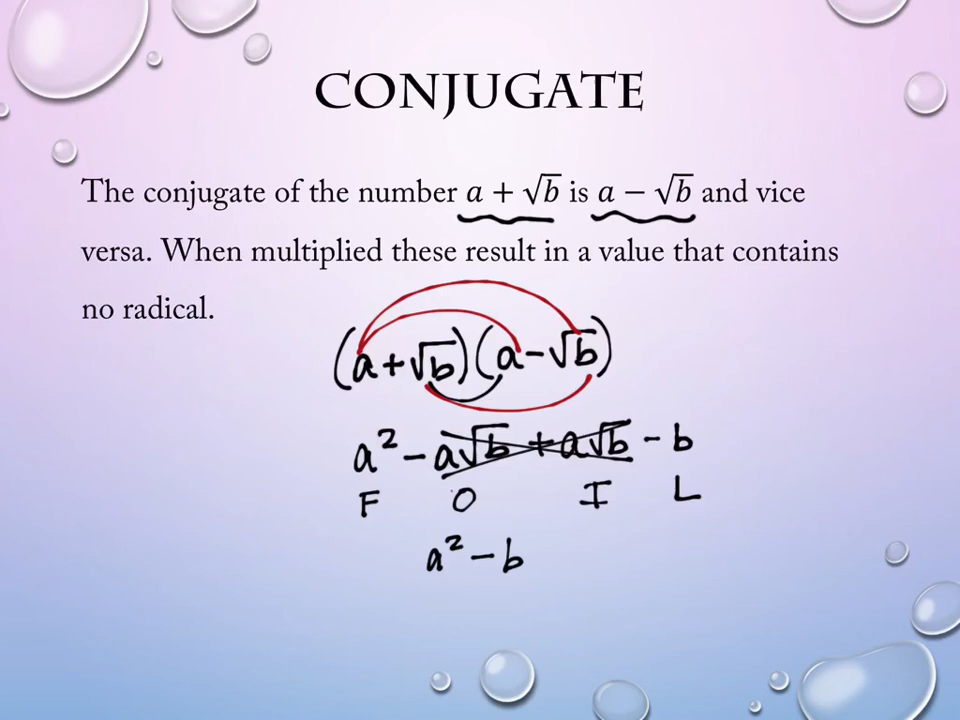 CONJUGATE
The conjugate of the number a + √b is a − √b and vice
versa. When multiplied these result in a value that contains
no radical.
(a+√b)(a−√b)
a² − a√b + a√b − b
F O I L
a² − b